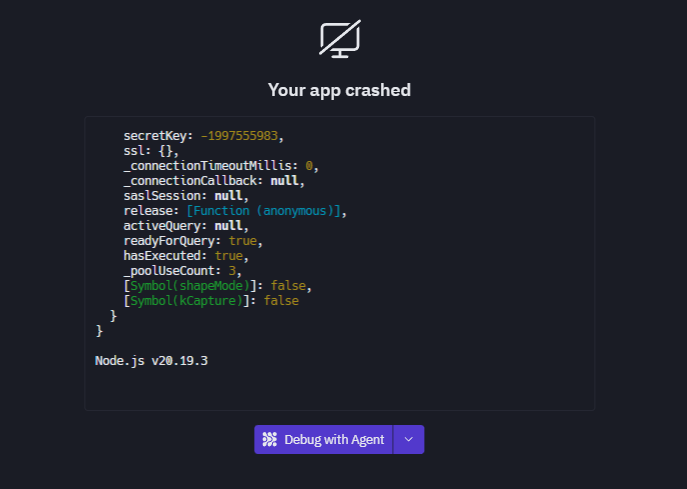 Your app crashed
secretKey: -1997555983,
ssl: {},
_connectionTimeoutMillis: 0,
_connectionCallback: null,
saslSession: null,
release: [Function (anonymous)],
activeQuery: null,
readyForQuery: true,
hasExecuted: true,
_poolUseCount: 3,
[Symbol(shapeMode)]: false,
[Symbol(kCapture)]: false
}
}
Node.js v20.19.3
Debug with Agent